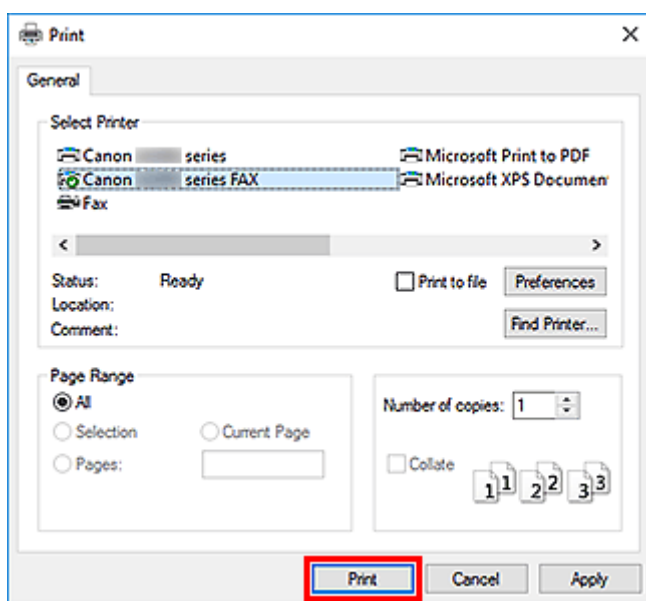 Print
General
Select Printer
Canon series
Microsoft Print to PDF
Canon series FAX
Microsoft XPS Documen
Fax
Status: Ready
Print to file
Preferences
Location:
Comment:
Find Printer...
Page Range
All
Selection
Current Page
Pages:
Number of copies: 1
Collate
1 1 2 2 3 3
Print
Cancel
Apply